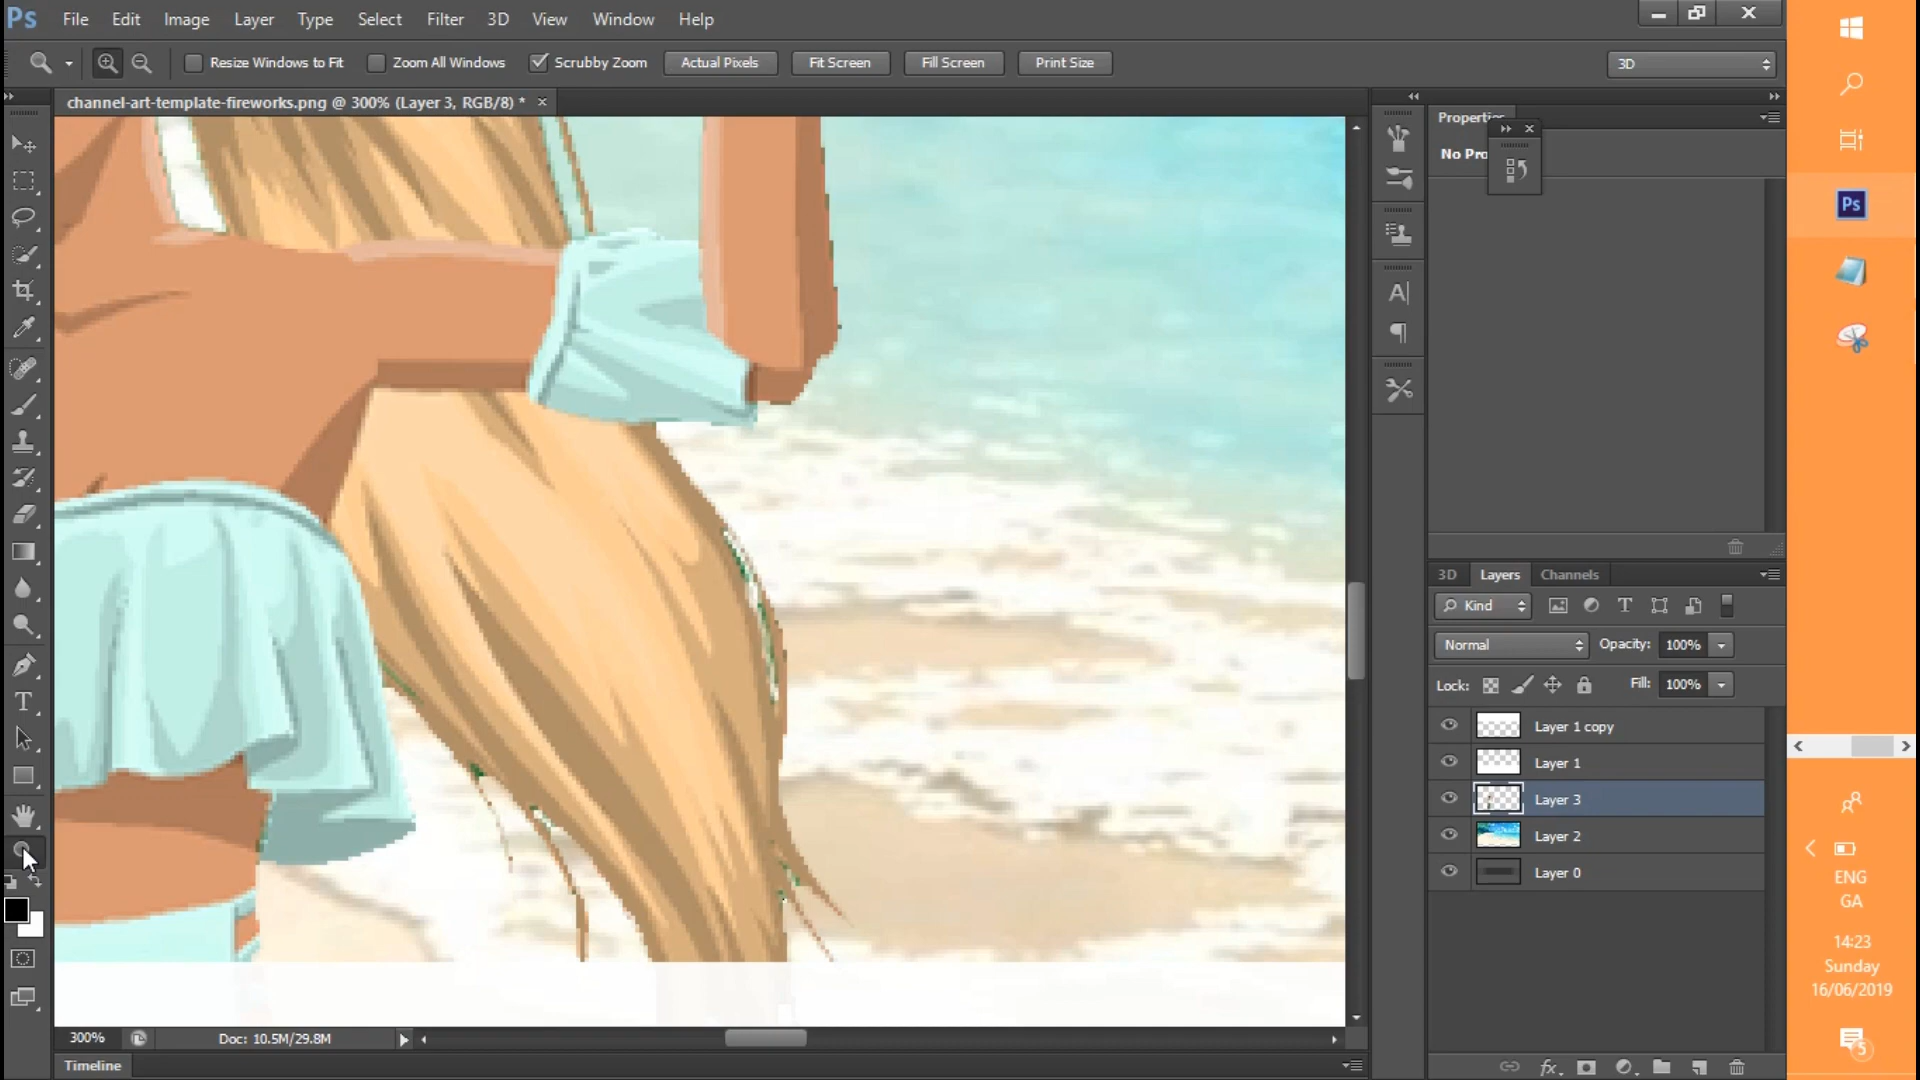 Ps File Edit Image Layer Type Select Filter 3D View Window Help
Resize Windows to Fit Zoom All Windows Scrubby Zoom Actual Pixels Fit Screen Fill Screen Print Size 3D
channel-art-template-fireworks.png @ 300% (Layer 3, RGB/8) *
Properties
No Pro
Ps
3D Layers Channels
Kind
Normal Opacity: 100%
Lock: Fill: 100%
Layer 1 copy
Layer 1
Layer 3
Layer 2
Layer 0
300% Doc: 10.5M/29.8M
Timeline
ENG
GA
14:23
Sunday
16/06/2019
5